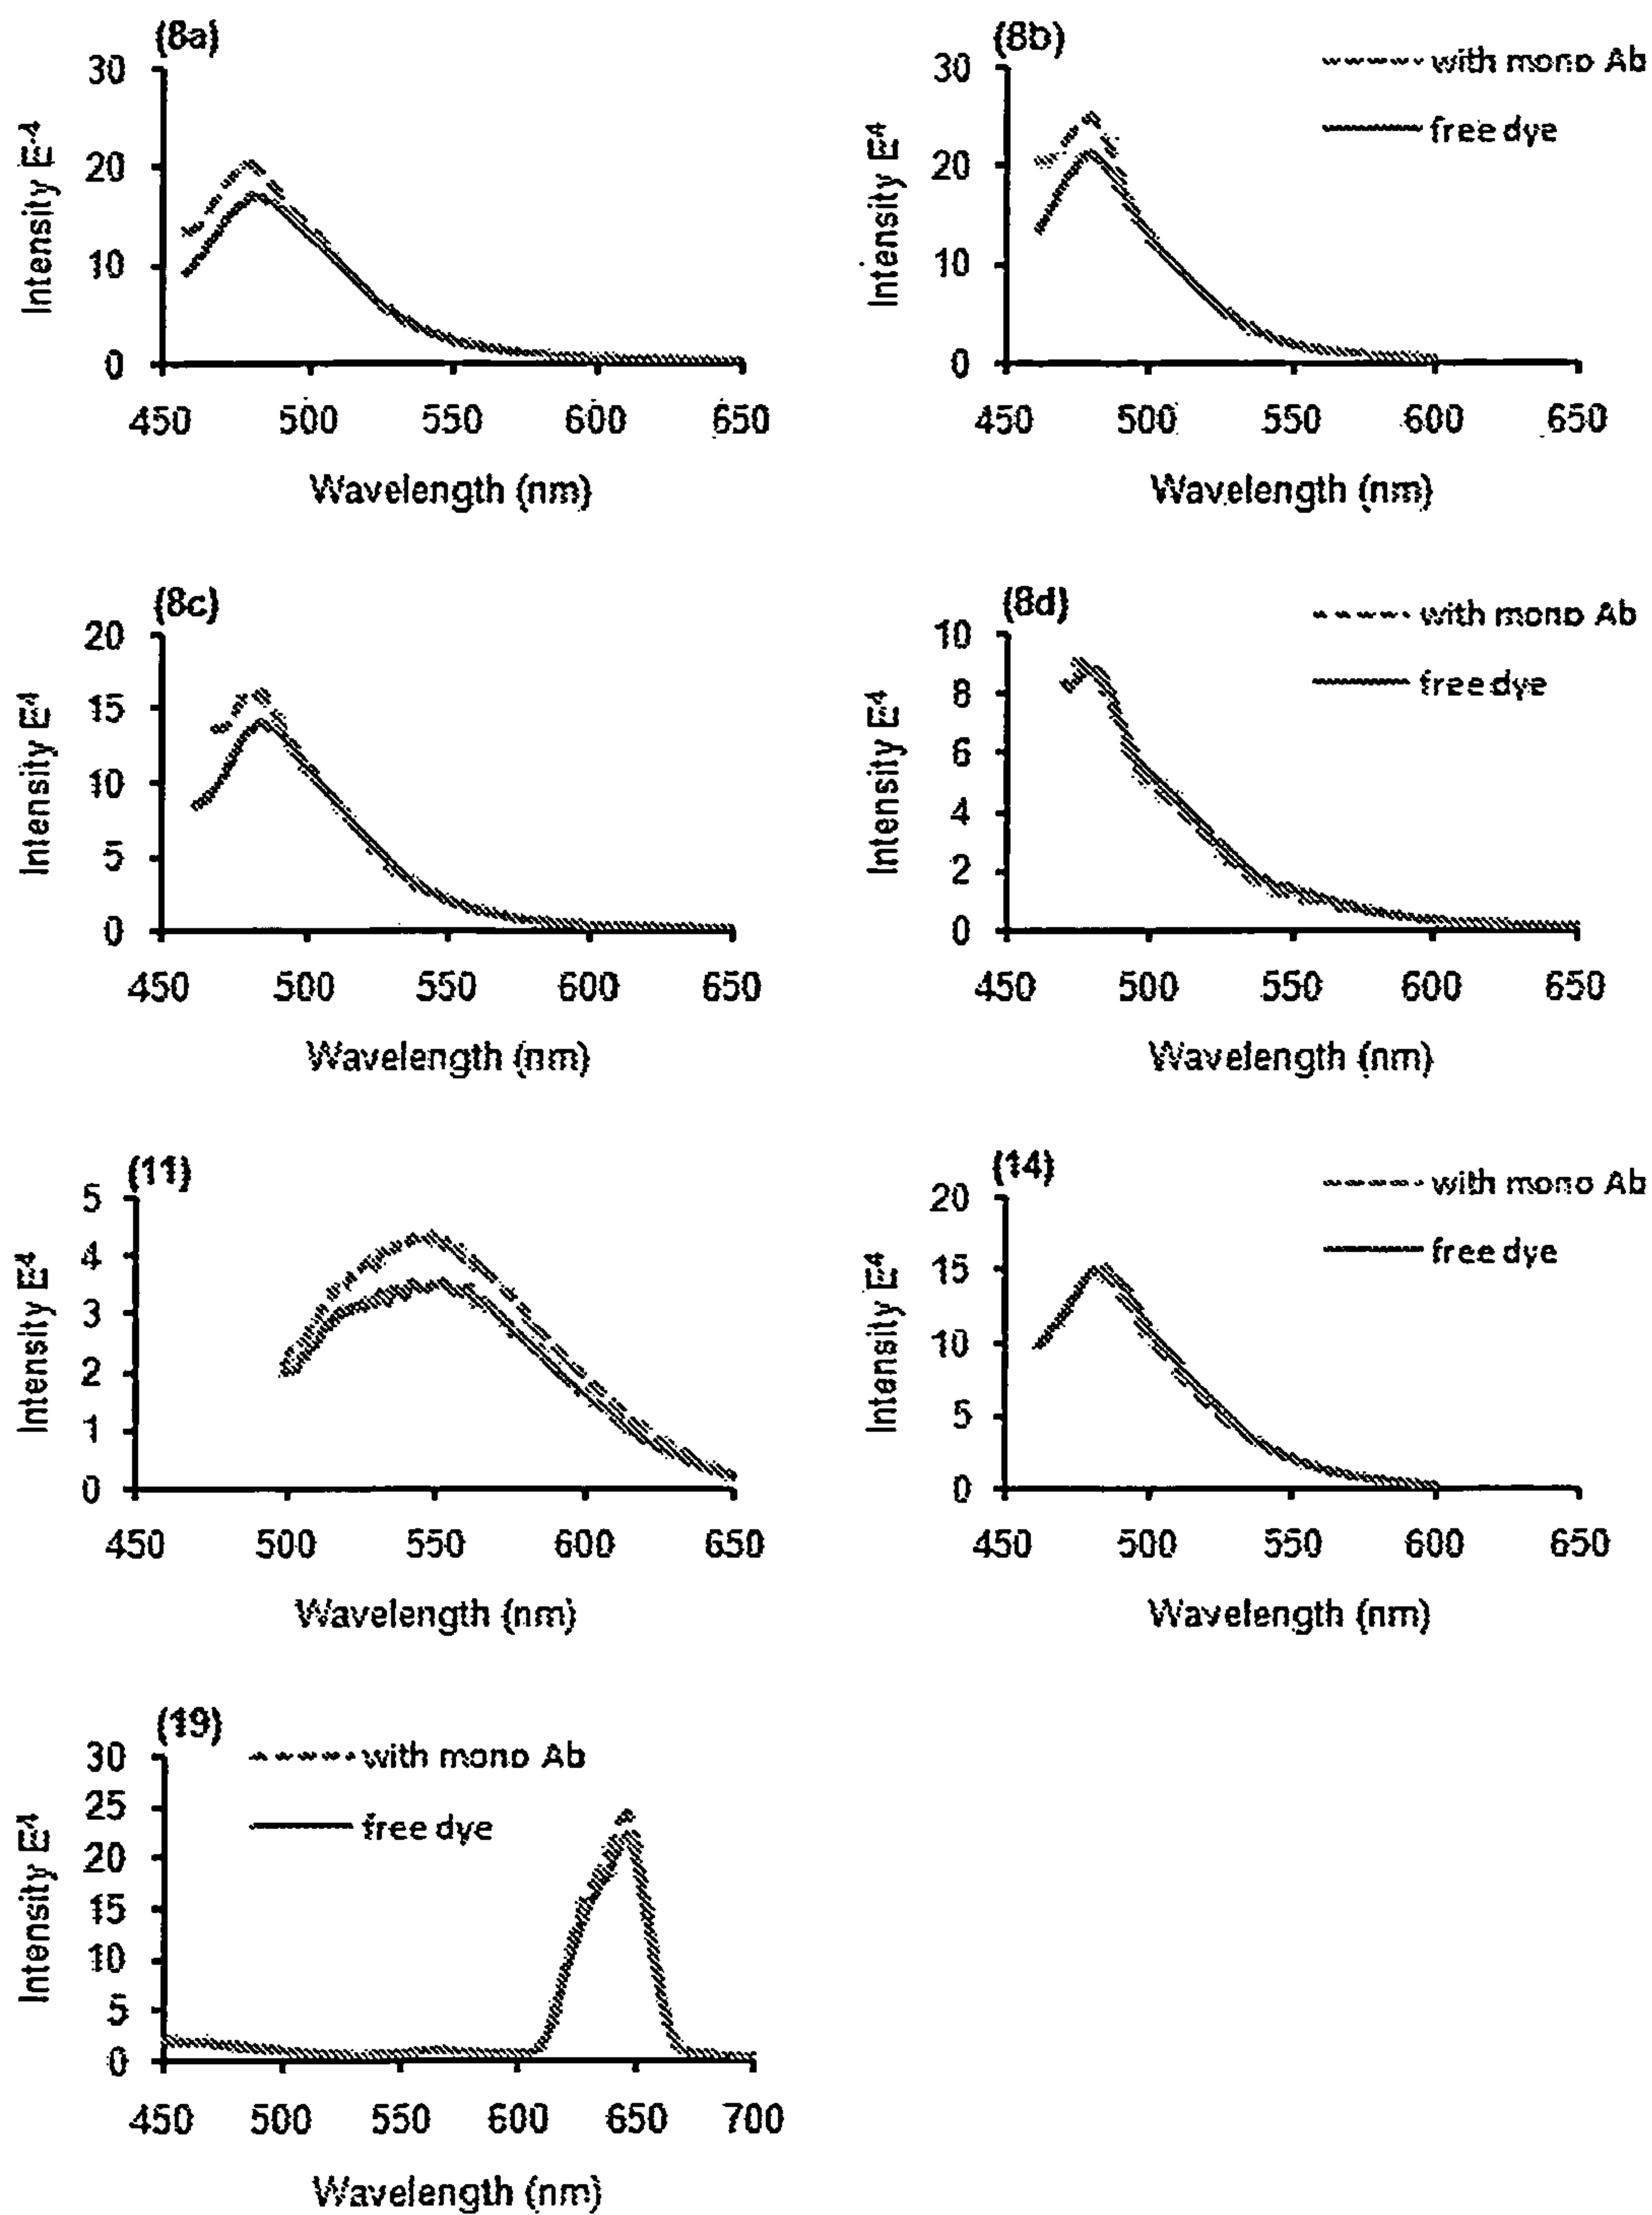 (8a)
Intensity E4
30
20
10
0
450 500 550 600 650
Wavelength (nm)
(8b)
with mono Ab
free dye
Intensity E4
30
20
10
0
450 500 550 600 650
Wavelength (nm)
(8c)
Intensity E4
20
15
10
5
0
450 500 550 600 650
Wavelength (nm)
(8d)
with mono Ab
free dye
Intensity E4
10
8
6
4
2
0
450 500 550 600 650
Wavelength (nm)
(11)
Intensity E4
5
4
3
2
1
0
450 500 550 600 650
Wavelength (nm)
(14)
with mono Ab
free dye
Intensity E4
20
15
10
5
0
450 500 550 600 650
Wavelength (nm)
(19)
with mono Ab
free dye
Intensity E4
30
25
20
15
10
5
0
450 500 550 600 650 700
Wavelength (nm)